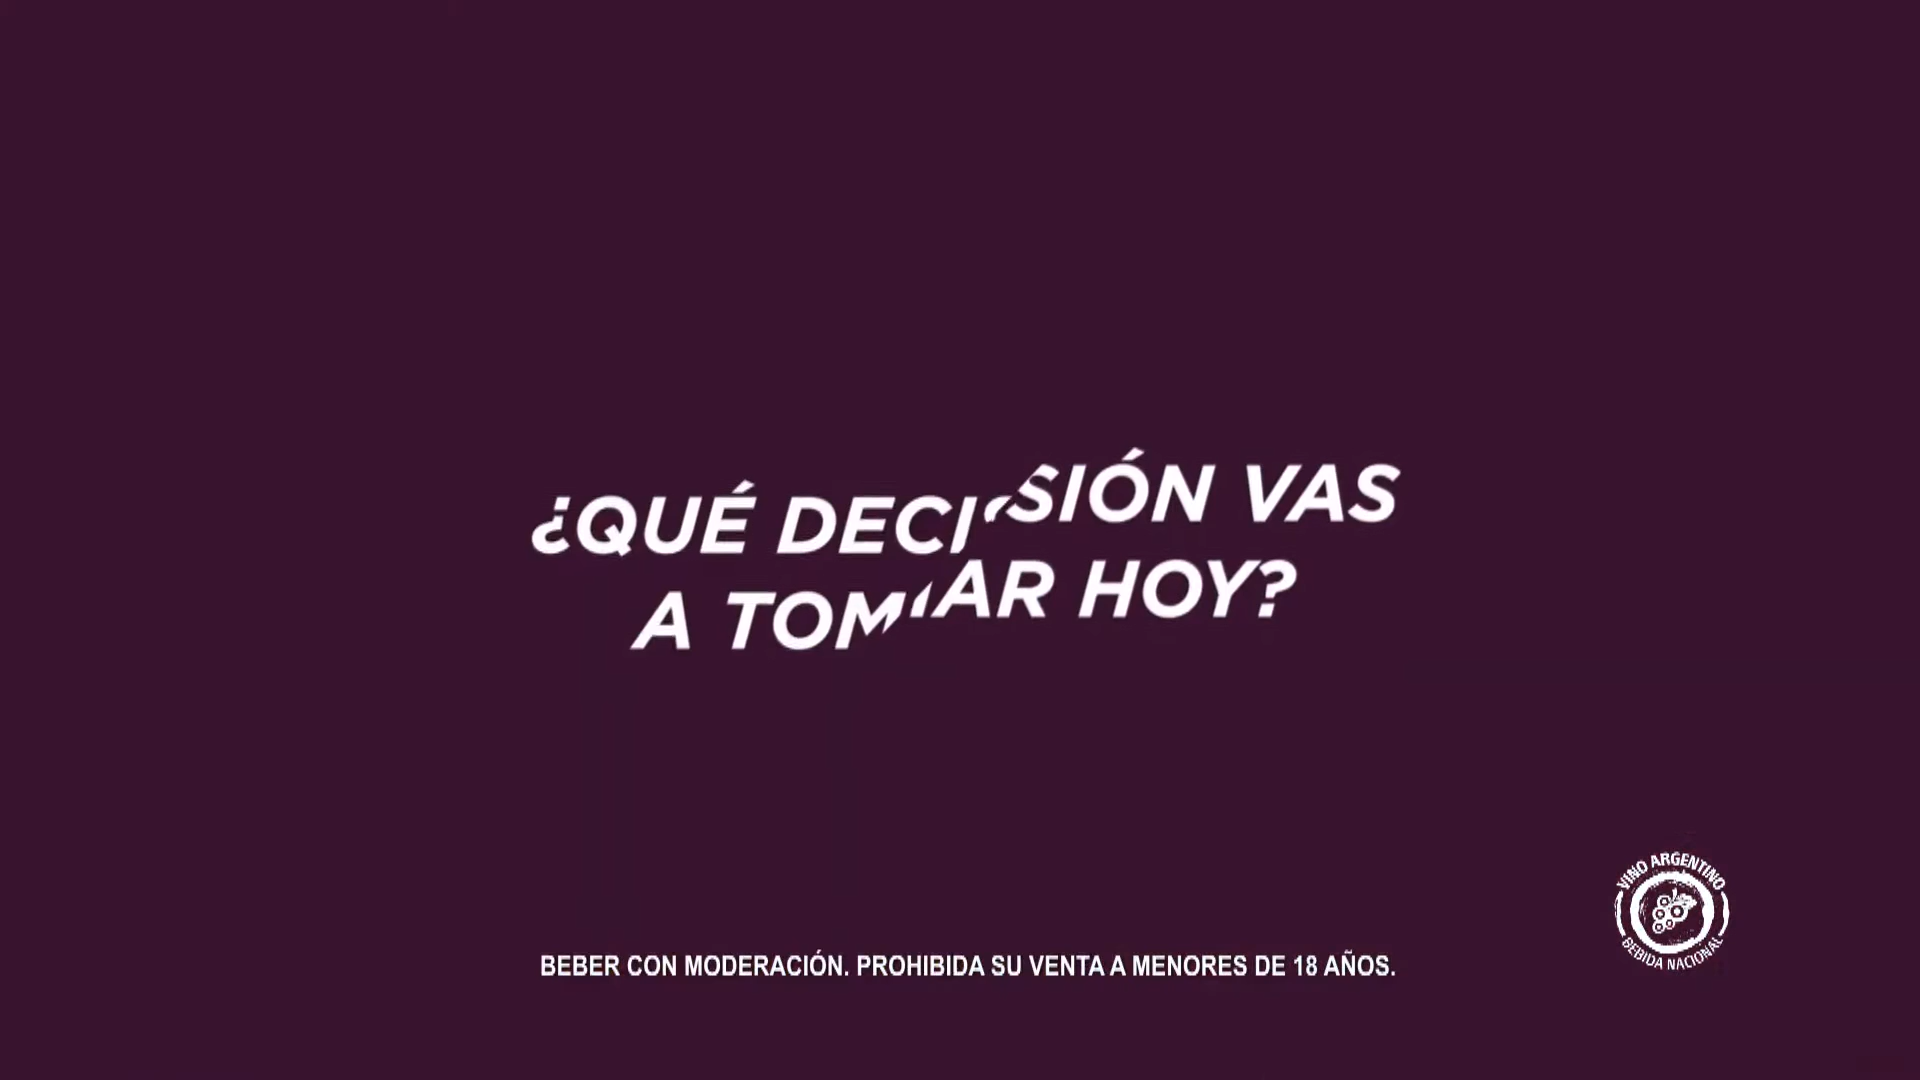 ¿QUÉ DECISIÓN VAS
A TOMAR HOY?
VINO ARGENTINO
BEBIDA NACIONAL
BEBER CON MODERACIÓN. PROHIBIDA SU VENTA A MENORES DE 18 AÑOS.